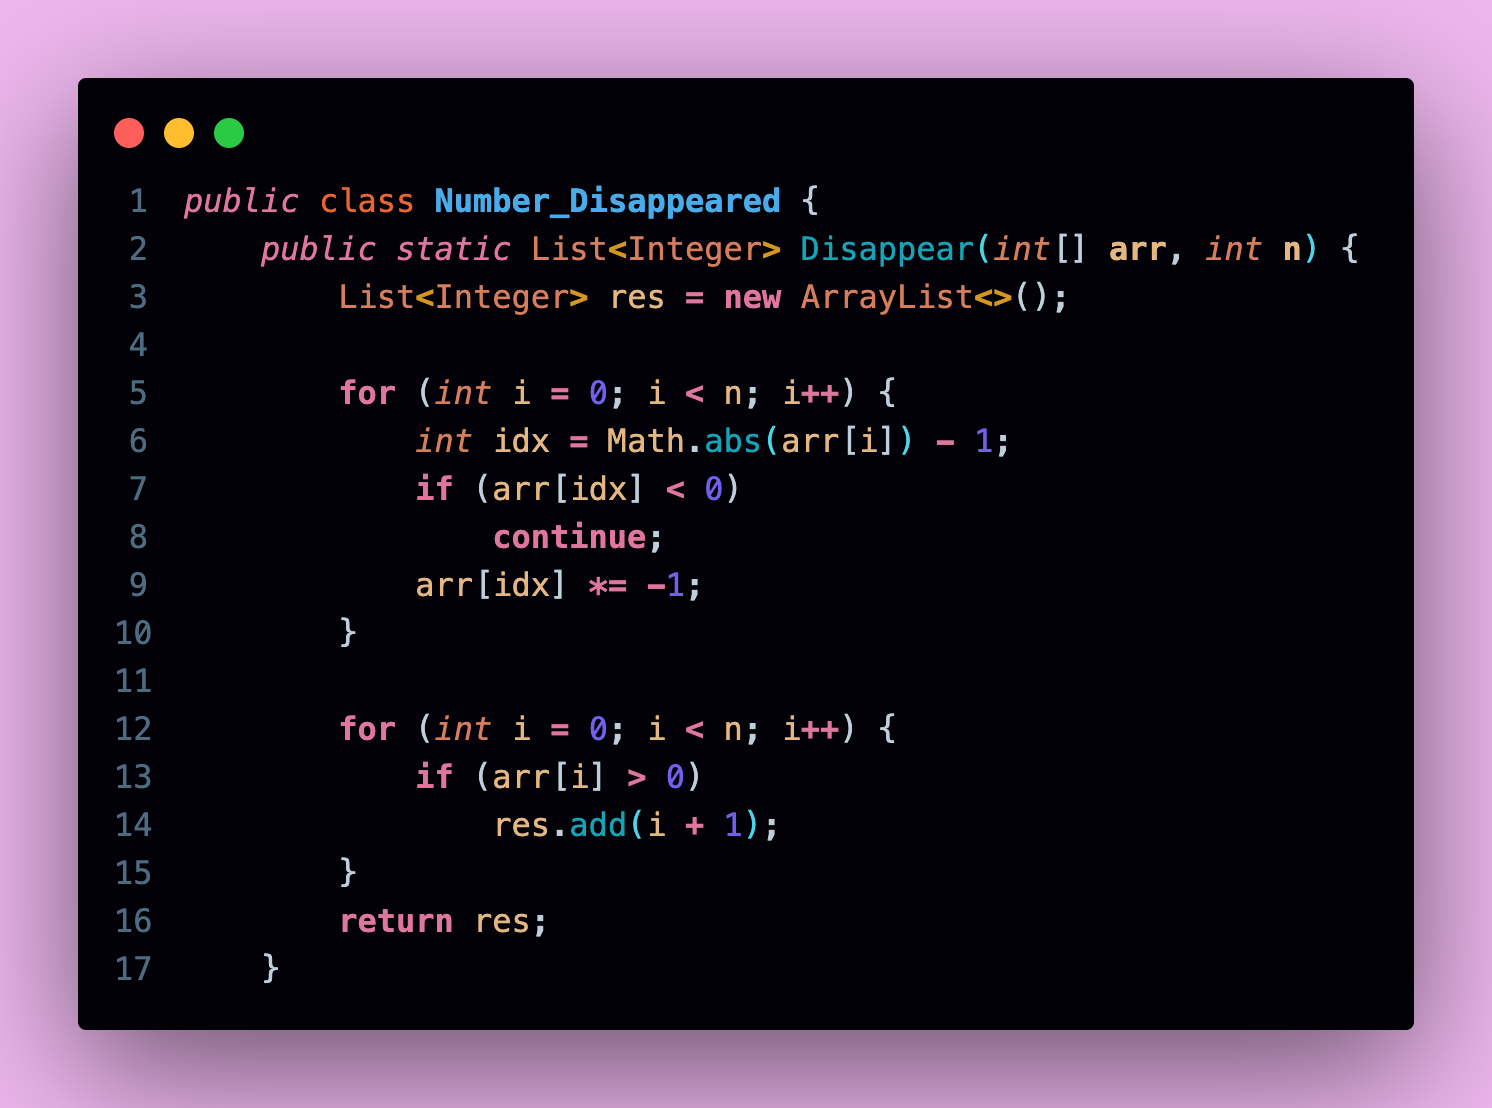 1 public class Number_Disappeared {
2     public static List<Integer> Disappear(int[] arr, int n) {
3         List<Integer> res = new ArrayList<>();
4
5         for (int i = 0; i < n; i++) {
6             int idx = Math.abs(arr[i]) - 1;
7             if (arr[idx] < 0)
8                 continue;
9             arr[idx] *= -1;
10         }
11
12         for (int i = 0; i < n; i++) {
13             if (arr[i] > 0)
14                 res.add(i + 1);
15         }
16         return res;
17     }